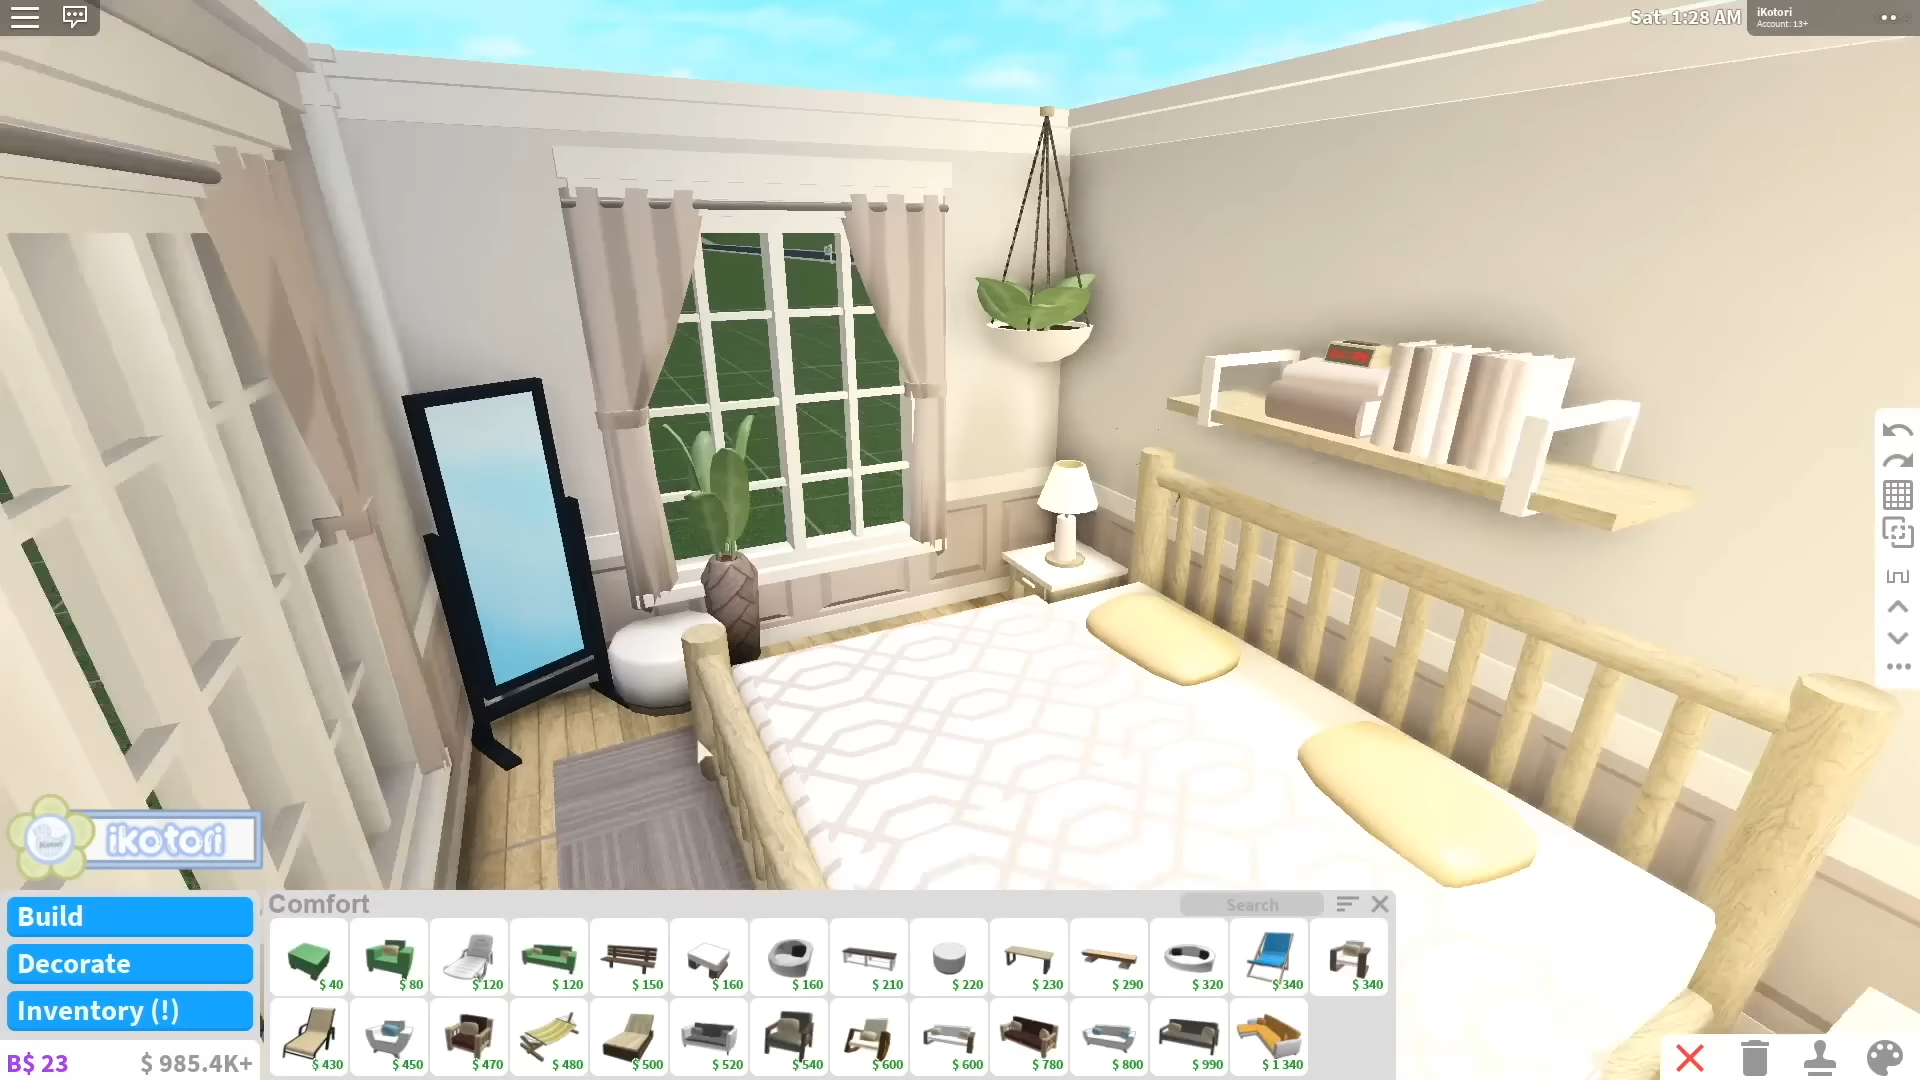 Sat. 1:28 AM
iKotori
Account: 13+
ikotori
Build
Decorate
Inventory (!)
B$ 23
$ 985.4K+
Comfort
Search
$ 40
$ 80
$ 120
$ 120
$ 150
$ 160
$ 160
$ 210
$ 220
$ 230
$ 290
$ 320
$ 340
$ 340
$ 430
$ 450
$ 470
$ 480
$ 500
$ 520
$ 540
$ 600
$ 600
$ 780
$ 800
$ 990
$ 1 340